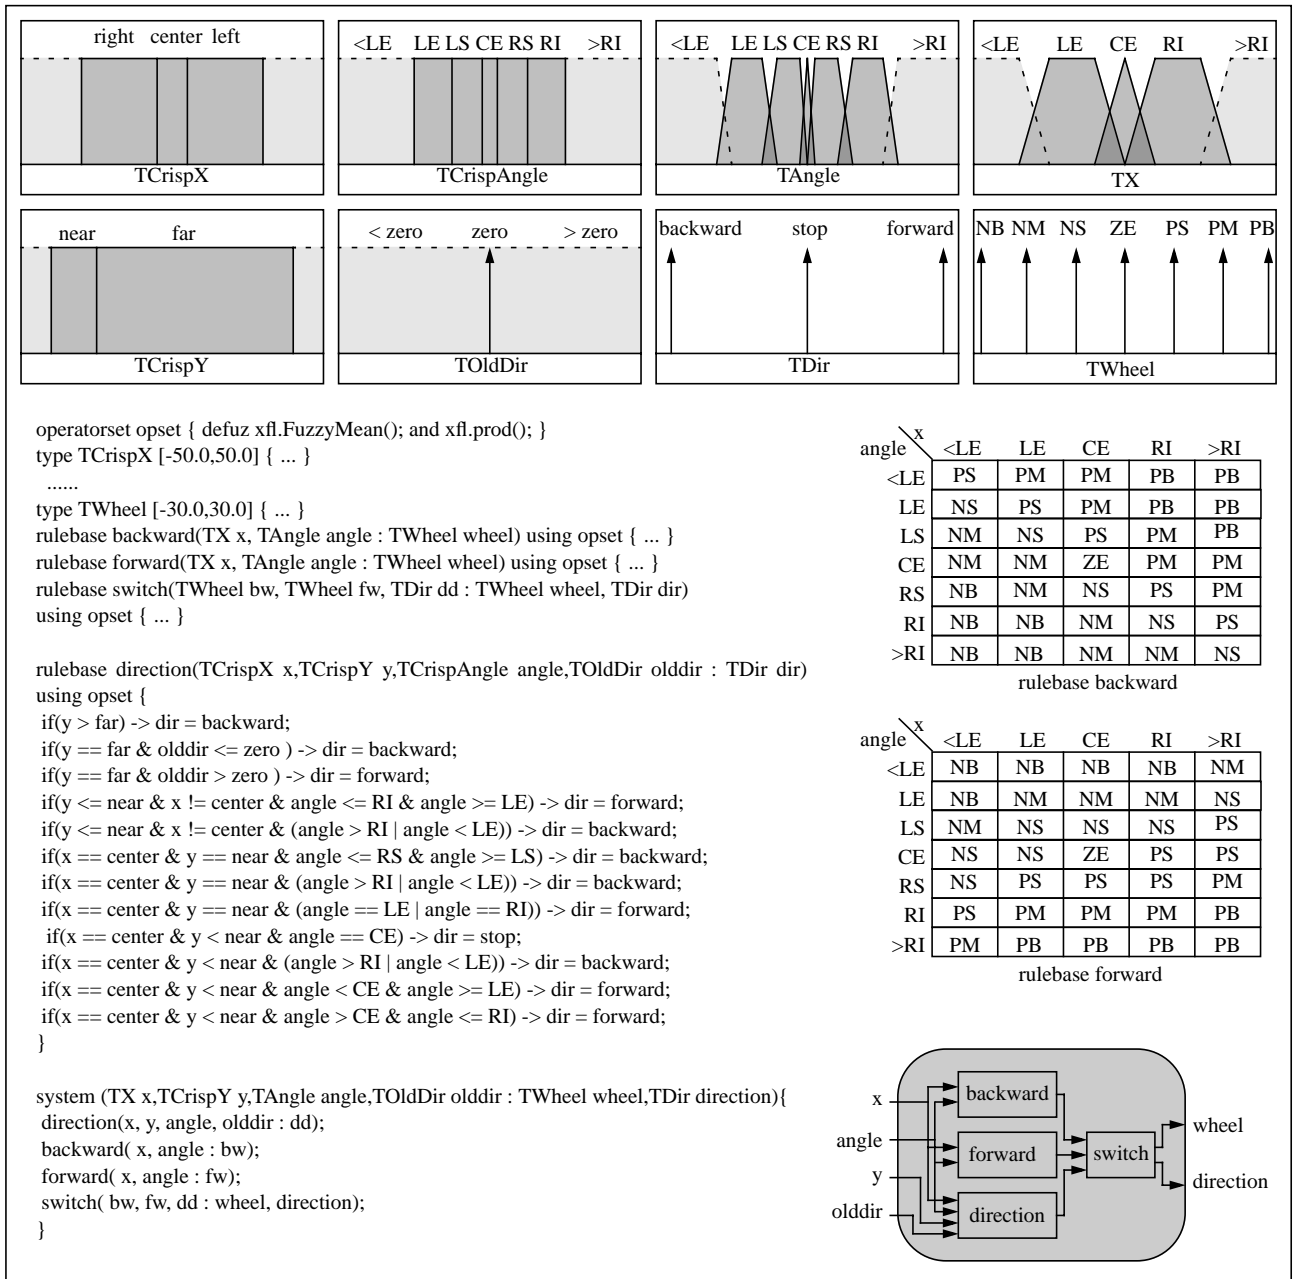 right center left
TCrispX
<LE LE LS CE RS RI >RI
TCrispAngle
<LE LE LS CE RS RI >RI
TAngle
<LE LE CE RI >RI
TX
near far
TCrispY
< zero zero > zero
TOldDir
backward stop forward
TDir
NB NM NS ZE PS PM PB
TWheel
operatorset opset { defuz xfl.FuzzyMean(); and xfl.prod(); }
type TCrispX [-50.0,50.0] { ... }
......
type TWheel [-30.0,30.0] { ... }
rulebase backward(TX x, TAngle angle : TWheel wheel) using opset { ... }
rulebase forward(TX x, TAngle angle : TWheel wheel) using opset { ... }
rulebase switch(TWheel bw, TWheel fw, TDir dd : TWheel wheel, TDir dir)
using opset { ... }
rulebase direction(TCrispX x,TCrispY y,TCrispAngle angle,TOldDir olddir : TDir dir)
using opset {
if(y > far) -> dir = backward;
if(y == far & olddir <= zero ) -> dir = backward;
if(y == far & olddir > zero ) -> dir = forward;
if(y <= near & x != center & angle <= RI & angle >= LE) -> dir = forward;
if(y <= near & x != center & (angle > RI | angle < LE)) -> dir = backward;
if(x == center & y == near & angle <= RS & angle >= LS) -> dir = backward;
if(x == center & y == near & (angle > RI | angle < LE)) -> dir = backward;
if(x == center & y == near & (angle == LE | angle == RI)) -> dir = forward;
if(x == center & y < near & angle == CE) -> dir = stop;
if(x == center & y < near & (angle > RI | angle < LE)) -> dir = backward;
if(x == center & y < near & angle < CE & angle >= LE) -> dir = forward;
if(x == center & y < near & angle > CE & angle <= RI) -> dir = forward;
}
system (TX x,TCrispY y,TAngle angle,TOldDir olddir : TWheel wheel,TDir direction){
direction(x, y, angle, olddir : dd);
backward( x, angle : bw);
forward( x, angle : fw);
switch( bw, fw, dd : wheel, direction);
}
x
angle <LE LE CE RI >RI
<LE PS PM PM PB PB
LE NS PS PM PB PB
LS NM NS PS PM PB
CE NM NM ZE PM PM
RS NB NM NS PS PM
RI NB NB NM NS PS
>RI NB NB NM NM NS
rulebase backward
x
angle <LE LE CE RI >RI
<LE NB NB NB NB NM
LE NB NM NM NM NS
LS NM NS NS NS PS
CE NS NS ZE PS PS
RS NS PS PS PS PM
RI PS PM PM PM PB
>RI PM PB PB PB PB
rulebase forward
x
angle
y
olddir
backward
forward
direction
switch
wheel
direction